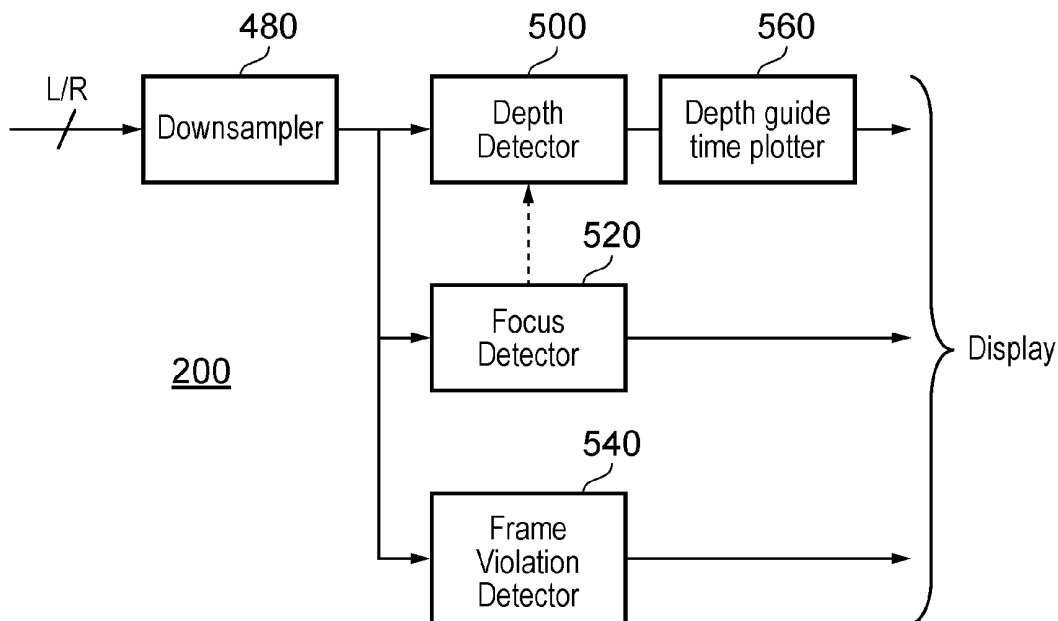 480
500
560
L/R
Downsampler
Depth
Detector
Depth guide
time plotter
520
Focus
Detector
200
Display
540
Frame
Violation
Detector